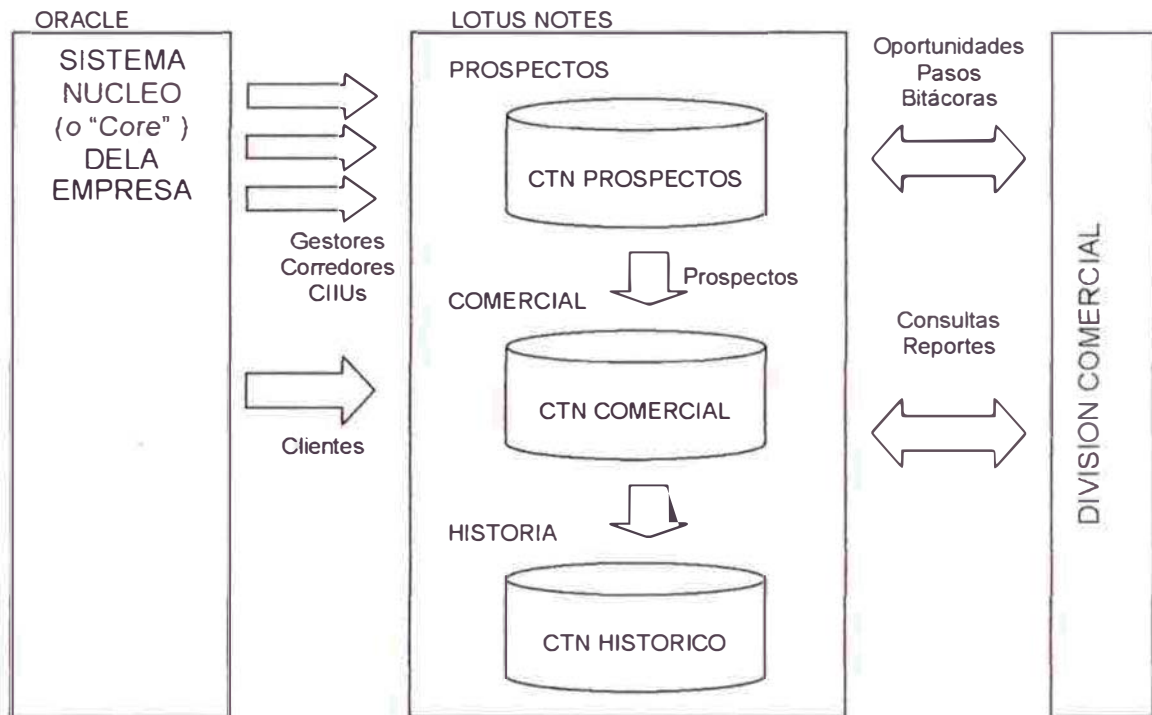 ORACLE
SISTEMA
NUCLEO
(o "Core" )
DELA
EMPRESA
Gestores
Corredores
CIIUs
Clientes
LOTUS NOTES
PROSPECTOS
CTN PROSPECTOS
Prospectos
COMERCIAL
CTN COMERCIAL
HISTORIA
CTN HISTORICO
Oportunidades
Pasos
Bitácoras
Consultas
Reportes
DIVISION COMERCIAL